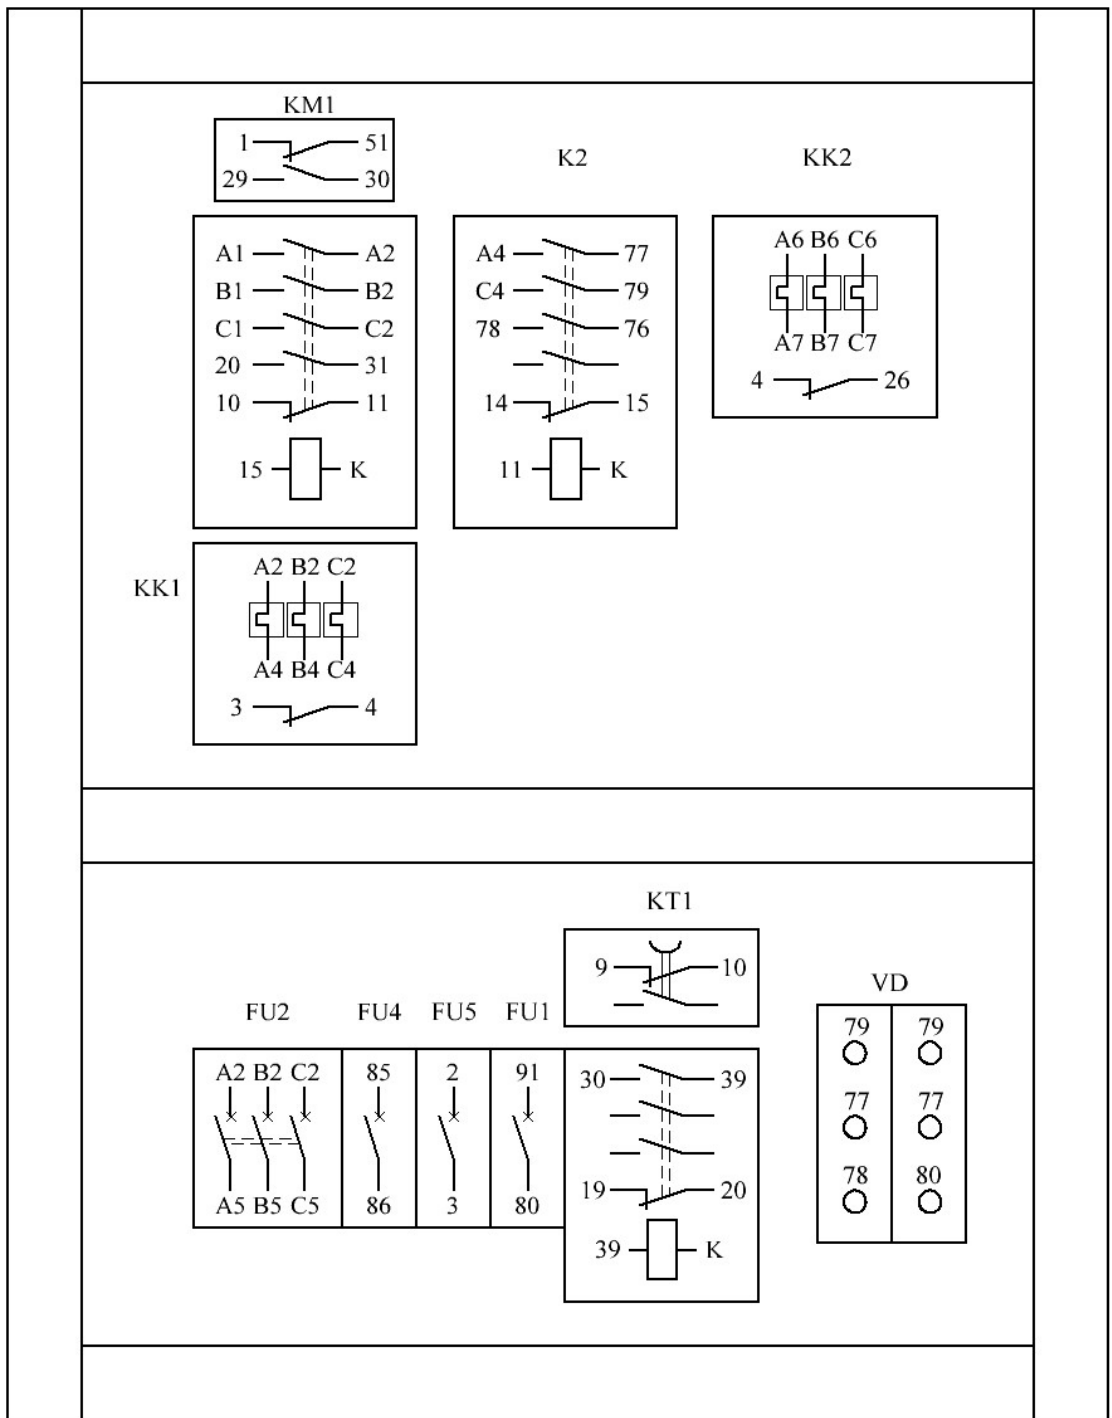 KM1
1 51
29 30
K2
KK2
A1 A2
B1 B2
C1 C2
20 31
10 11
15 K
A4 77
C4 79
78 76
14 15
11 K
A6 B6 C6
A7 B7 C7
4 26
KK1
A2 B2 C2
A4 B4 C4
3 4
KT1
9 10
VD
FU2 FU4 FU5 FU1
A2 B2 C2 85 2 91
A5 B5 C5 86 3 80
30 39
19 20
39 K
79 79
77 77
78 80